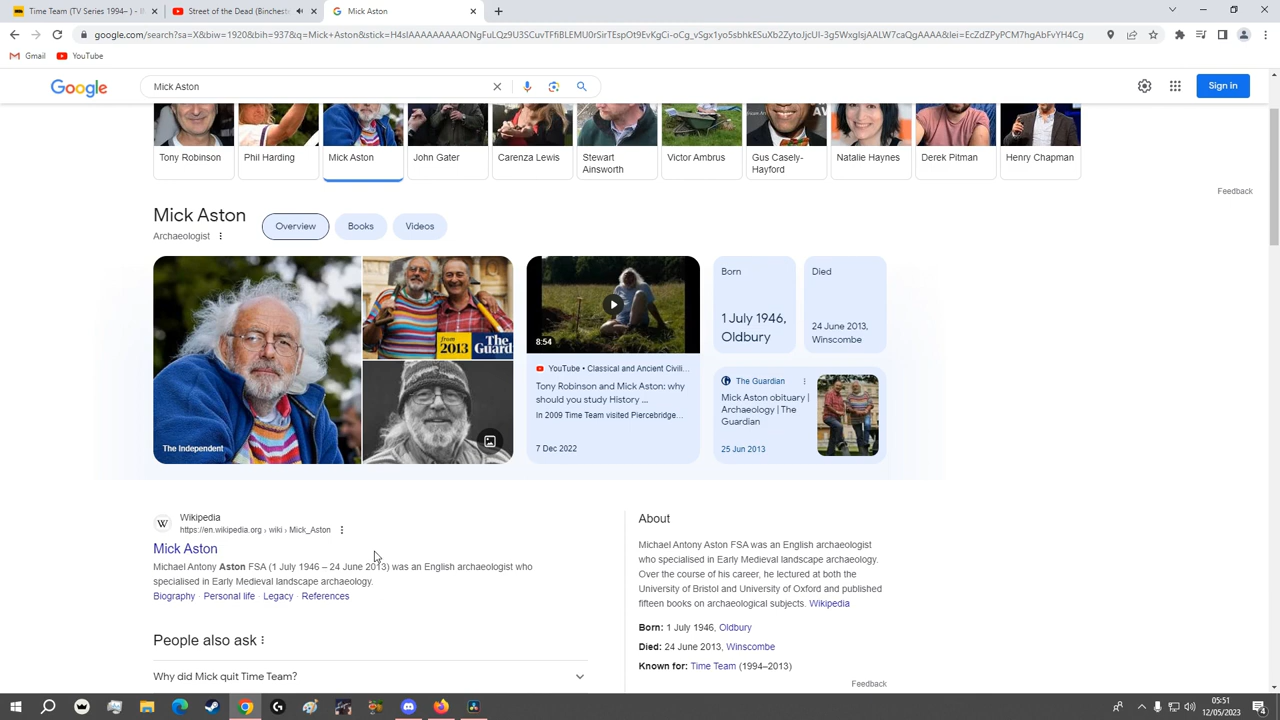 Time Team (TV Series 1994– ) - B
Street of the Dead (Binchest
Mick Aston
google.com/search?sa=X&biw=1920&bih=937&q=Mick+Aston&stick=H4sIAAAAAAAAAONgFuLQz9U3SCuvTFfiBLEMU0rSirTEspOt9EvKgCi-oCg_vSgx1yo5sbhkESuXb2ZytoJjcUl-3g5WxglsjAALW7caQgAAAA&lei=EcZdZPyPCM7hgAbFvYH4Cg
Gmail
YouTube
Google
Mick Aston
Sign in
Tony Robinson
Phil Harding
Mick Aston
John Gater
Carenza Lewis
Stewart
Ainsworth
Victor Ambrus
Gus Casely-
Hayford
Natalie Haynes
Derek Pitman
Henry Chapman
Feedback
Mick Aston
Archaeologist
Overview
Books
Videos
The Independent
from
2013
The
Guard
8:54
YouTube • Classical and Ancient Civili...
Tony Robinson and Mick Aston: why
should you study History ...
In 2009 Time Team visited Piercebridge...
7 Dec 2022
Born
1 July 1946,
Oldbury
Died
24 June 2013,
Winscombe
The Guardian
Mick Aston obituary |
Archaeology | The
Guardian
25 Jun 2013
W
Wikipedia
https://en.wikipedia.org › wiki › Mick_Aston
Mick Aston
Michael Antony Aston FSA (1 July 1946 – 24 June 2013) was an English archaeologist who
specialised in Early Medieval landscape archaeology.
Biography · Personal life · Legacy · References
People also ask
Why did Mick quit Time Team?
About
Michael Antony Aston FSA was an English archaeologist
who specialised in Early Medieval landscape archaeology.
Over the course of his career, he lectured at both the
University of Bristol and University of Oxford and published
fifteen books on archaeological subjects. Wikipedia
Born: 1 July 1946, Oldbury
Died: 24 June 2013, Winscombe
Known for: Time Team (1994–2013)
Feedback
05:51
12/05/2023
4